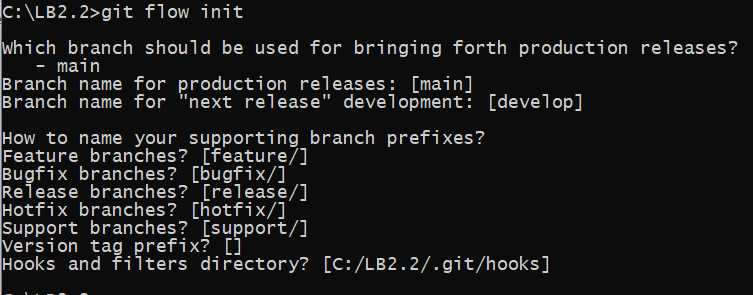 C:\LB2.2>git flow init
Which branch should be used for bringing forth production releases?
   - main
Branch name for production releases: [main]
Branch name for "next release" development: [develop]
How to name your supporting branch prefixes?
Feature branches? [feature/]
Bugfix branches? [bugfix/]
Release branches? [release/]
Hotfix branches? [hotfix/]
Support branches? [support/]
Version tag prefix? []
Hooks and filters directory? [C:/LB2.2/.git/hooks]